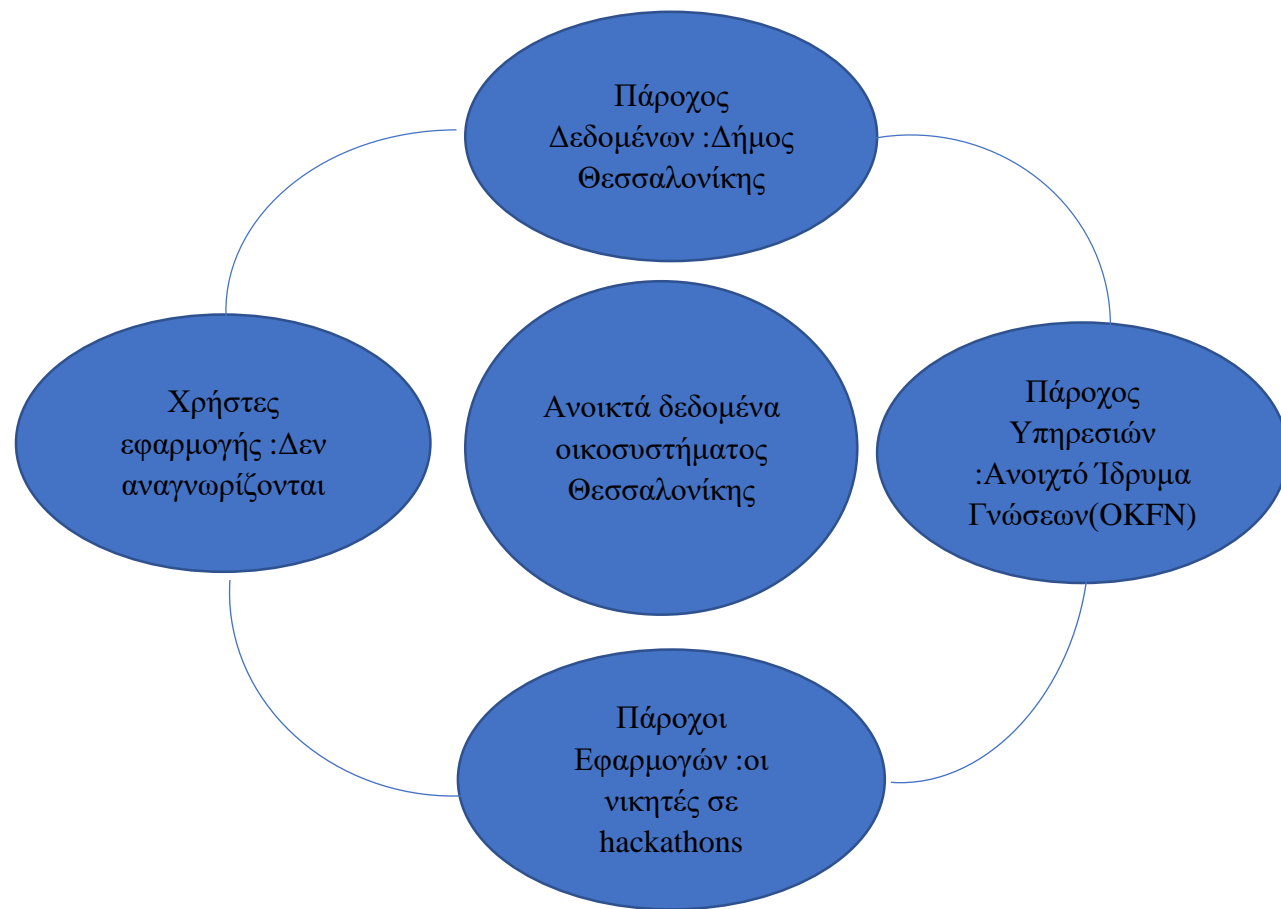 Πάροχος
Δεδομένων :Δήμος
Θεσσαλονίκης
Χρήστες
εφαρμογής :Δεν
αναγνωρίζονται
Ανοικτά δεδομένα
οικοσυστήματος
Θεσσαλονίκης
Πάροχος
Υπηρεσιών
:Ανοιχτό Ίδρυμα
Γνώσεων(OKFN)
Πάροχοι
Εφαρμογών :οι
νικητές σε
hackathons